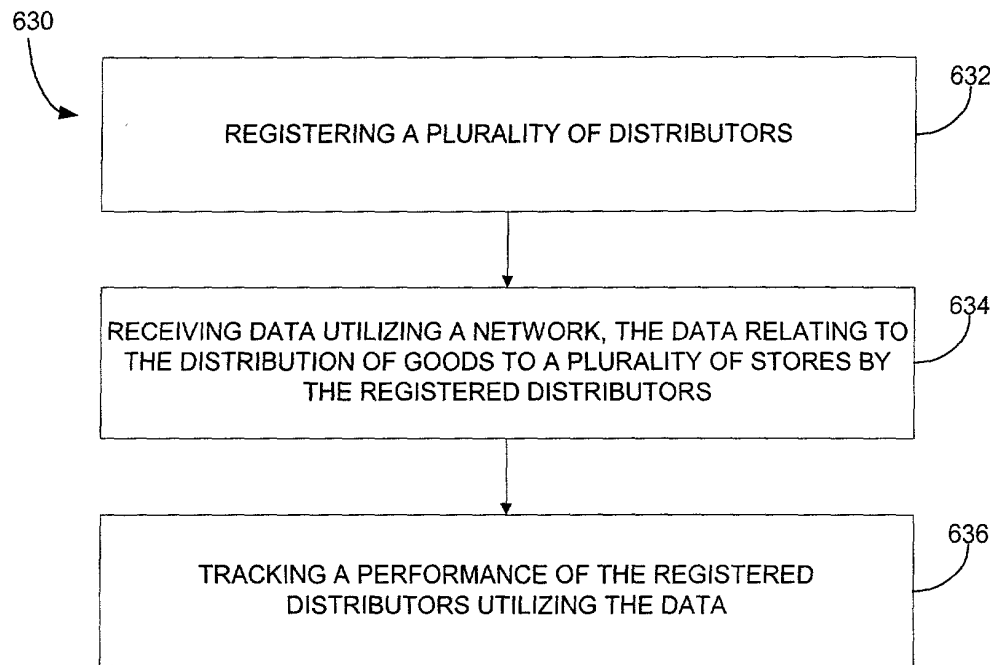 630
632
REGISTERING A PLURALITY OF DISTRIBUTORS
634
RECEIVING DATA UTILIZING A NETWORK, THE DATA RELATING TO
THE DISTRIBUTION OF GOODS TO A PLURALITY OF STORES BY
THE REGISTERED DISTRIBUTORS
636
TRACKING A PERFORMANCE OF THE REGISTERED
DISTRIBUTORS UTILIZING THE DATA